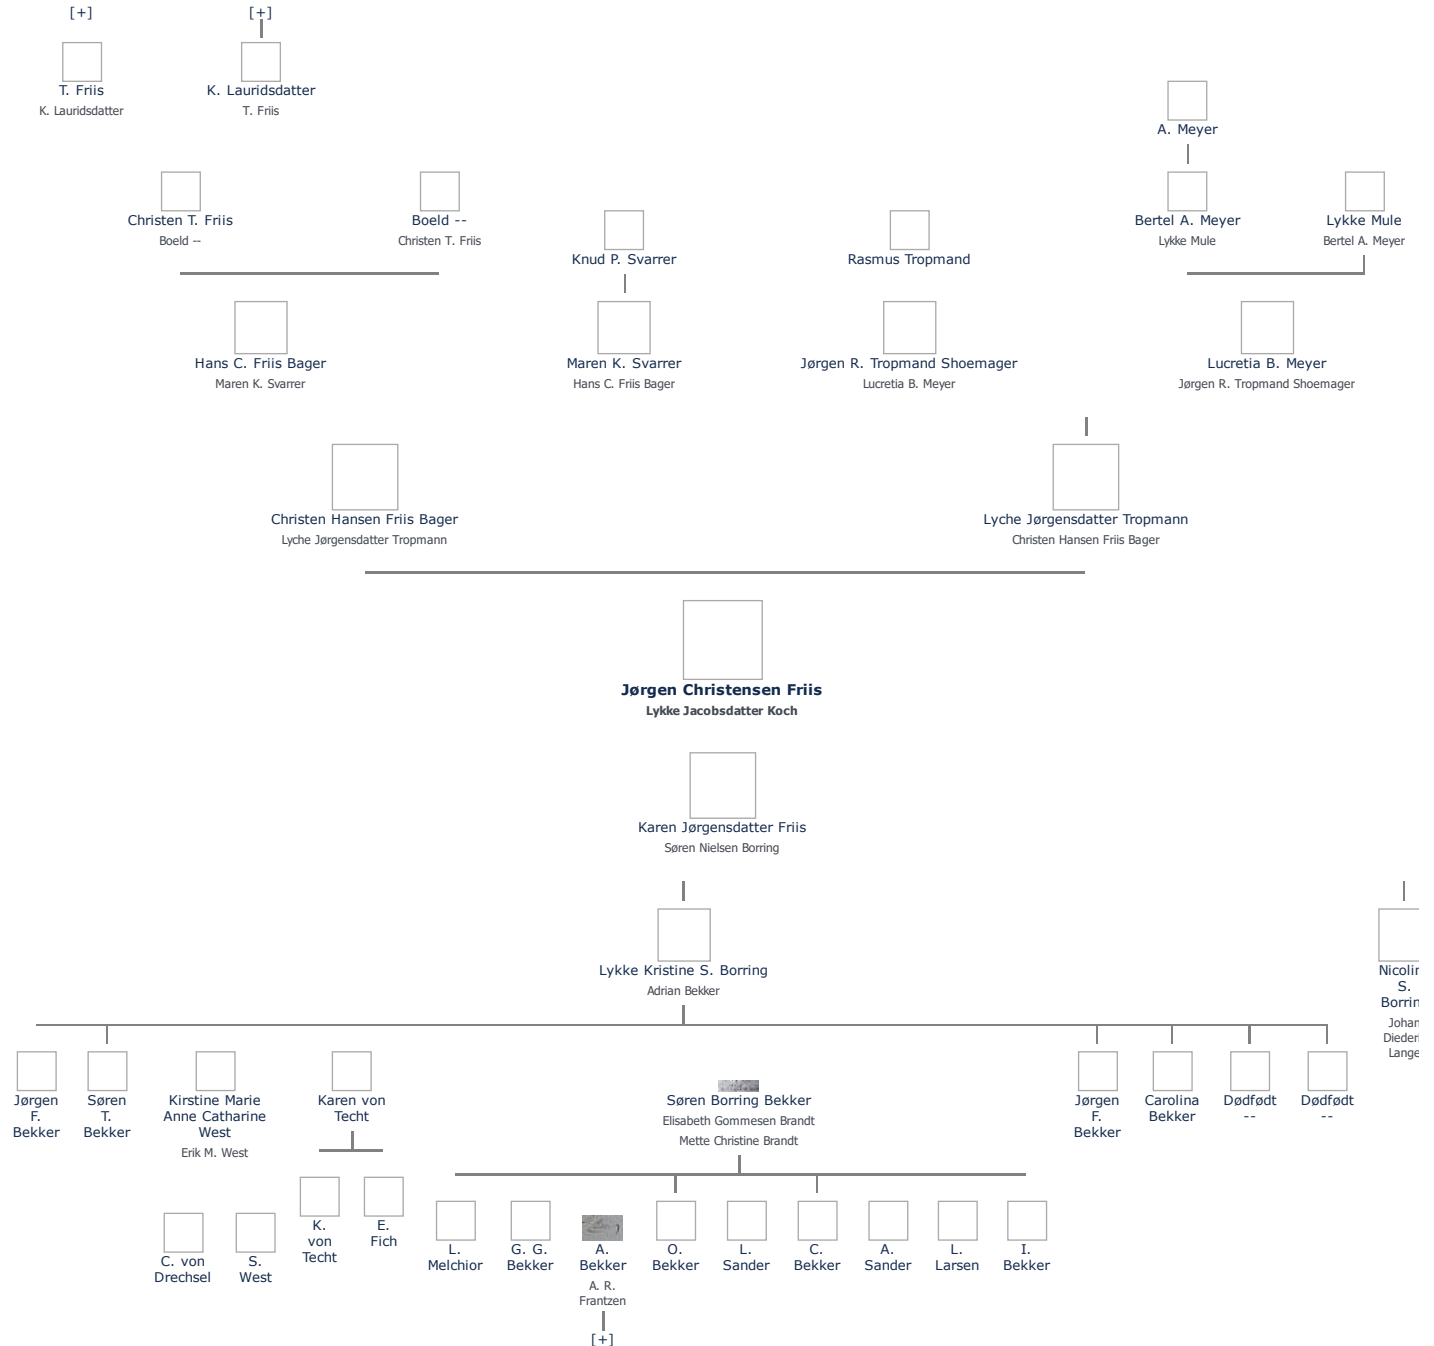 [+]
[+]
T. Friis
K. Lauridsdatter
K. Lauridsdatter
T. Friis
A. Meyer
Christen T. Friis
Boeld --
Boeld --
Christen T. Friis
Knud P. Svarrer
Rasmus Tropmand
Bertel A. Meyer
Lykke Mule
Lykke Mule
Bertel A. Meyer
Hans C. Friis Bager
Maren K. Svarrer
Maren K. Svarrer
Hans C. Friis Bager
Jørgen R. Tropmand Shoemager
Lucretia B. Meyer
Lucretia B. Meyer
Jørgen R. Tropmand Shoemager
Christen Hansen Friis Bager
Lyche Jørgensdatter Tropmann
Lyche Jørgensdatter Tropmann
Christen Hansen Friis Bager
Jørgen Christensen Friis
Lykke Jacobsdatter Koch
Karen Jørgensdatter Friis
Søren Nielsen Borring
Lykke Kristine S. Borring
Adrian Bekker
S.
Lange
Jørgen
F.
Bekker
Søren
T.
Bekker
Kirstine Marie
Anne Catharine
West
Erik M. West
Karen von
Techt
Søren Borring Bekker
Elisabeth Gommesen Brandt
Mette Christine Brandt
Jørgen
F.
Bekker
Carolina
Bekker
Dødfødt
--
Dødfødt
--
C. von
Drechsel
S.
West
K.
von
Techt
E.
Fich
L.
Melchior
G. G.
Bekker
A.
Bekker
A. R.
Frantzen
[+]
O.
Bekker
L.
Sander
C.
Bekker
A.
Sander
L.
Larsen
I.
Bekker